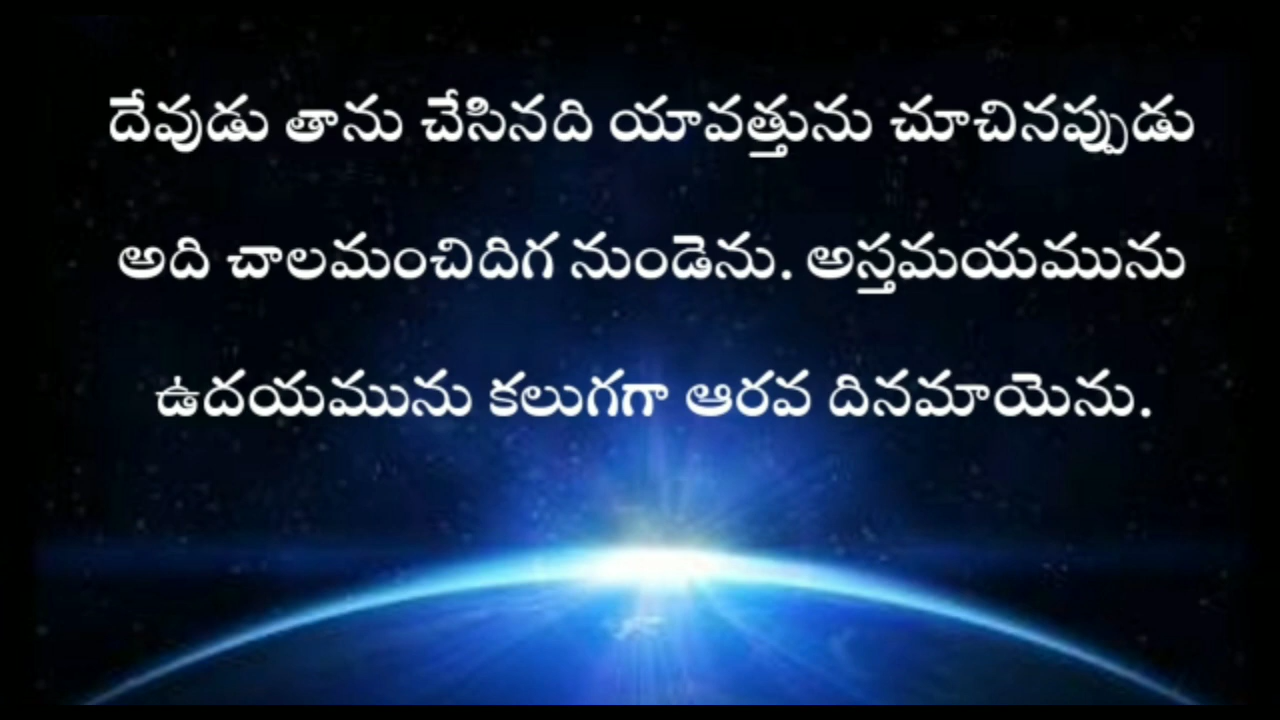 దేవుడు తాను చేసినది యావత్తును చూచినప్పుడు
అది చాలమంచిదిగ నుండెను. అస్తమయమును
ఉదయమును కలుగగా ఆరవ దినమాయెను.